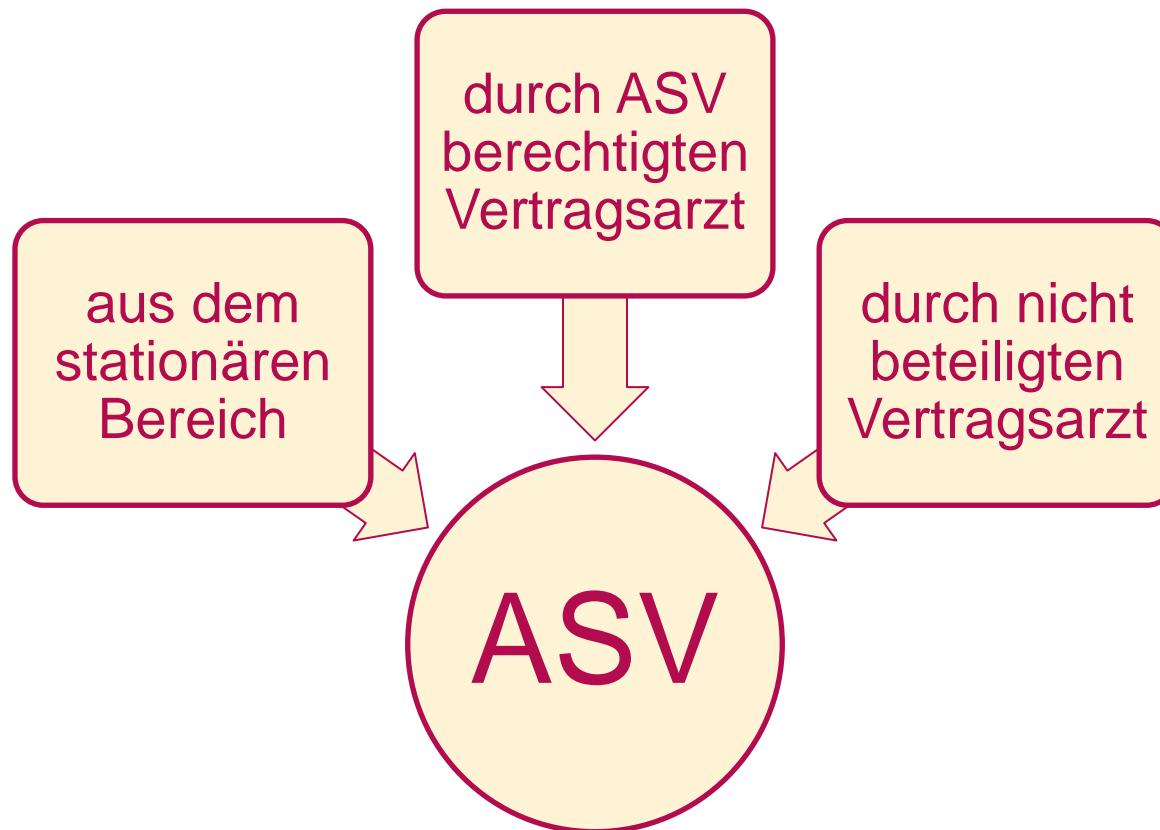 aus dem
stationären
Bereich
durch ASV
berechtigten
Vertragsarzt
durch nicht
beteiligten
Vertragsarzt
ASV